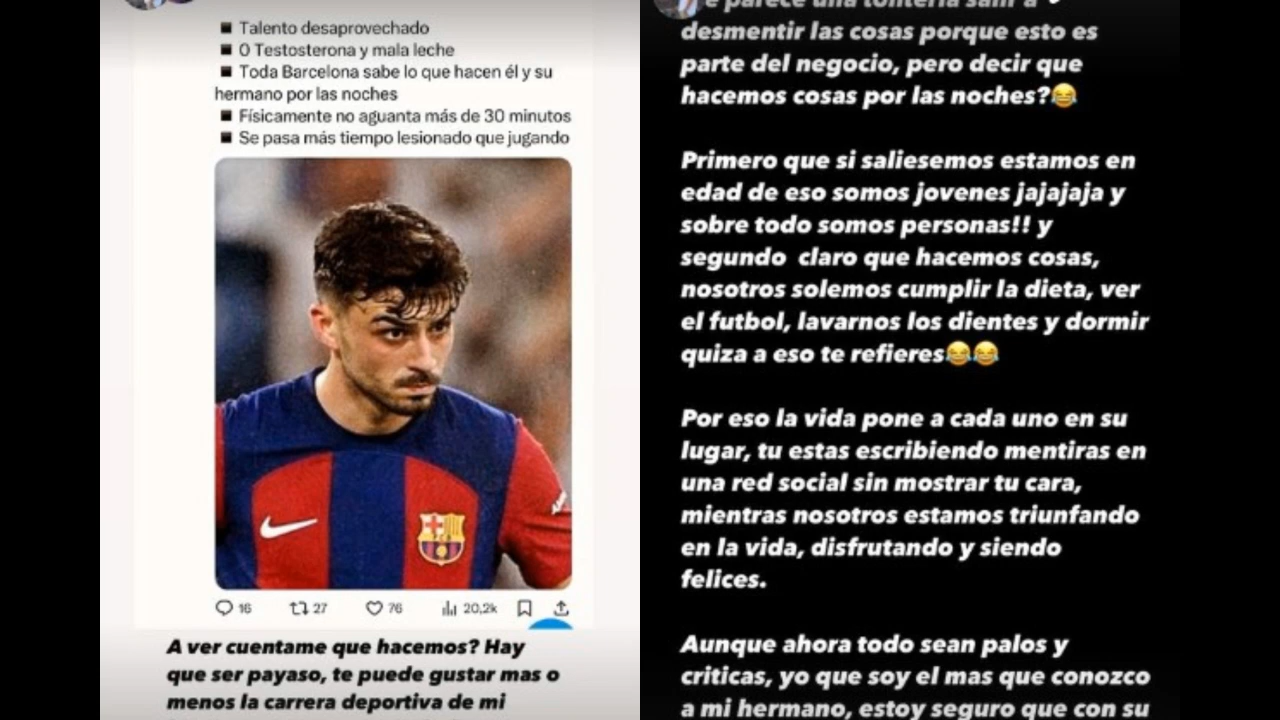 ■ Talento desaprovechado
■ 0 Testosterona y mala leche
■ Toda Barcelona sabe lo que hacen él y su
hermano por las noches
■ Físicamente no aguanta más de 30 minutos
■ Se pasa más tiempo lesionado que jugando
FCB
16 27 76 20,2k
A ver cuentame que hacemos? Hay
que ser payaso, te puede gustar mas o
menos la carrera deportiva de mi
parece una tontería salir a
desmentir las cosas porque esto es
parte del negocio, pero decir que
hacemos cosas por las noches?😂
Primero que si saliesemos estamos en
edad de eso somos jovenes jajajaja y
sobre todo somos personas!! y
segundo claro que hacemos cosas,
nosotros solemos cumplir la dieta, ver
el futbol, lavarnos los dientes y dormir
quiza a eso te refieres😂😂
Por eso la vida pone a cada uno en su
lugar, tu estas escribiendo mentiras en
una red social sin mostrar tu cara,
mientras nosotros estamos triunfando
en la vida, disfrutando y siendo
felices.
Aunque ahora todo sean palos y
criticas, yo que soy el mas que conozco
a mi hermano, estoy seguro que con su